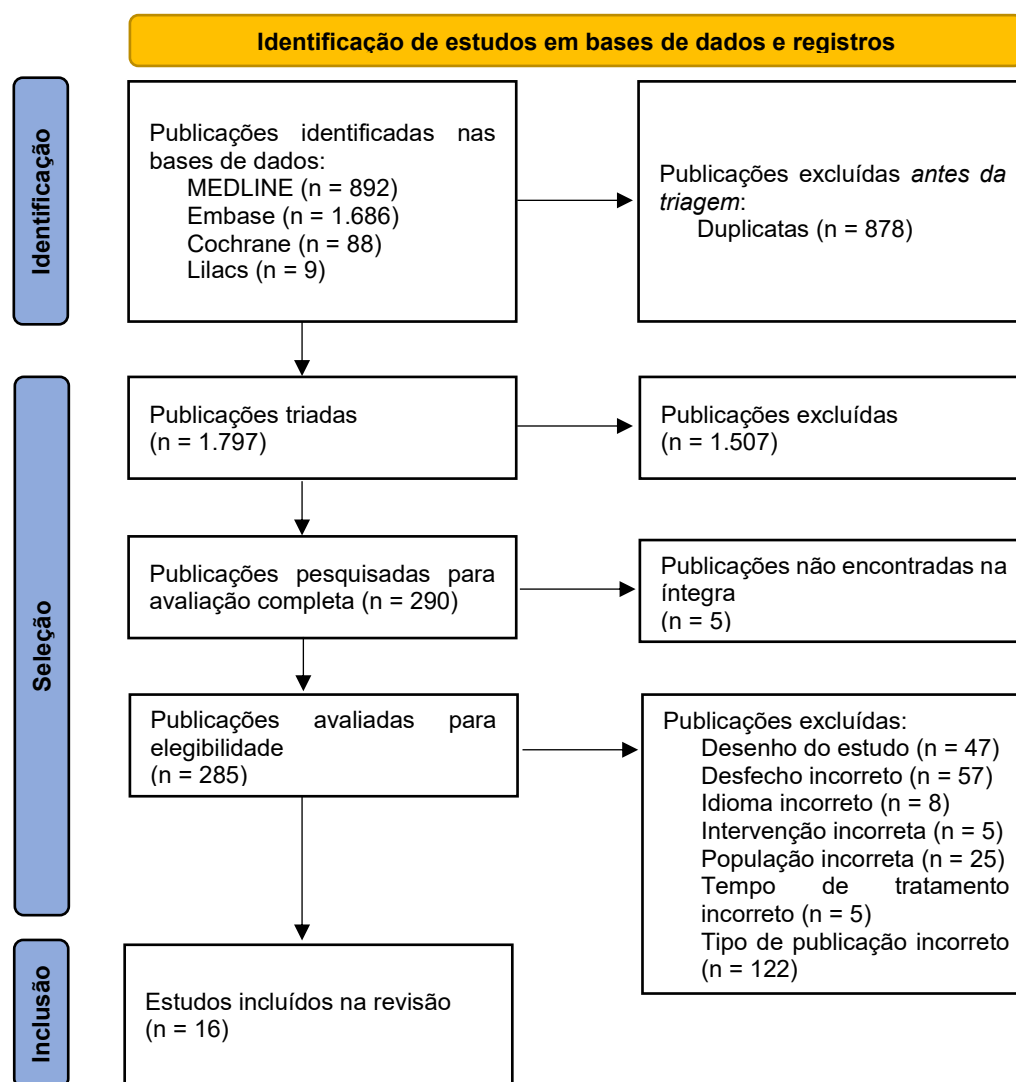 Identificação de estudos em bases de dados e registros
Identificação
Publicações identificadas nas
bases de dados:
MEDLINE (n = 892)
Embase (n = 1.686)
Cochrane (n = 88)
Lilacs (n = 9)
Publicações excluídas antes da
triagem:
Duplicatas (n = 878)
Seleção
Publicações triadas
(n = 1.797)
Publicações excluídas
(n = 1.507)
Publicações pesquisadas para
avaliação completa (n = 290)
Publicações não encontradas na
íntegra
(n = 5)
Publicações avaliadas para
elegibilidade
(n = 285)
Publicações excluídas:
Desenho do estudo (n = 47)
Desfecho incorreto (n = 57)
Idioma incorreto (n = 8)
Intervenção incorreta (n = 5)
População incorreta (n = 25)
Tempo de tratamento
incorreto (n = 5)
Tipo de publicação incorreto
(n = 122)
Inclusão
Estudos incluídos na revisão
(n = 16)